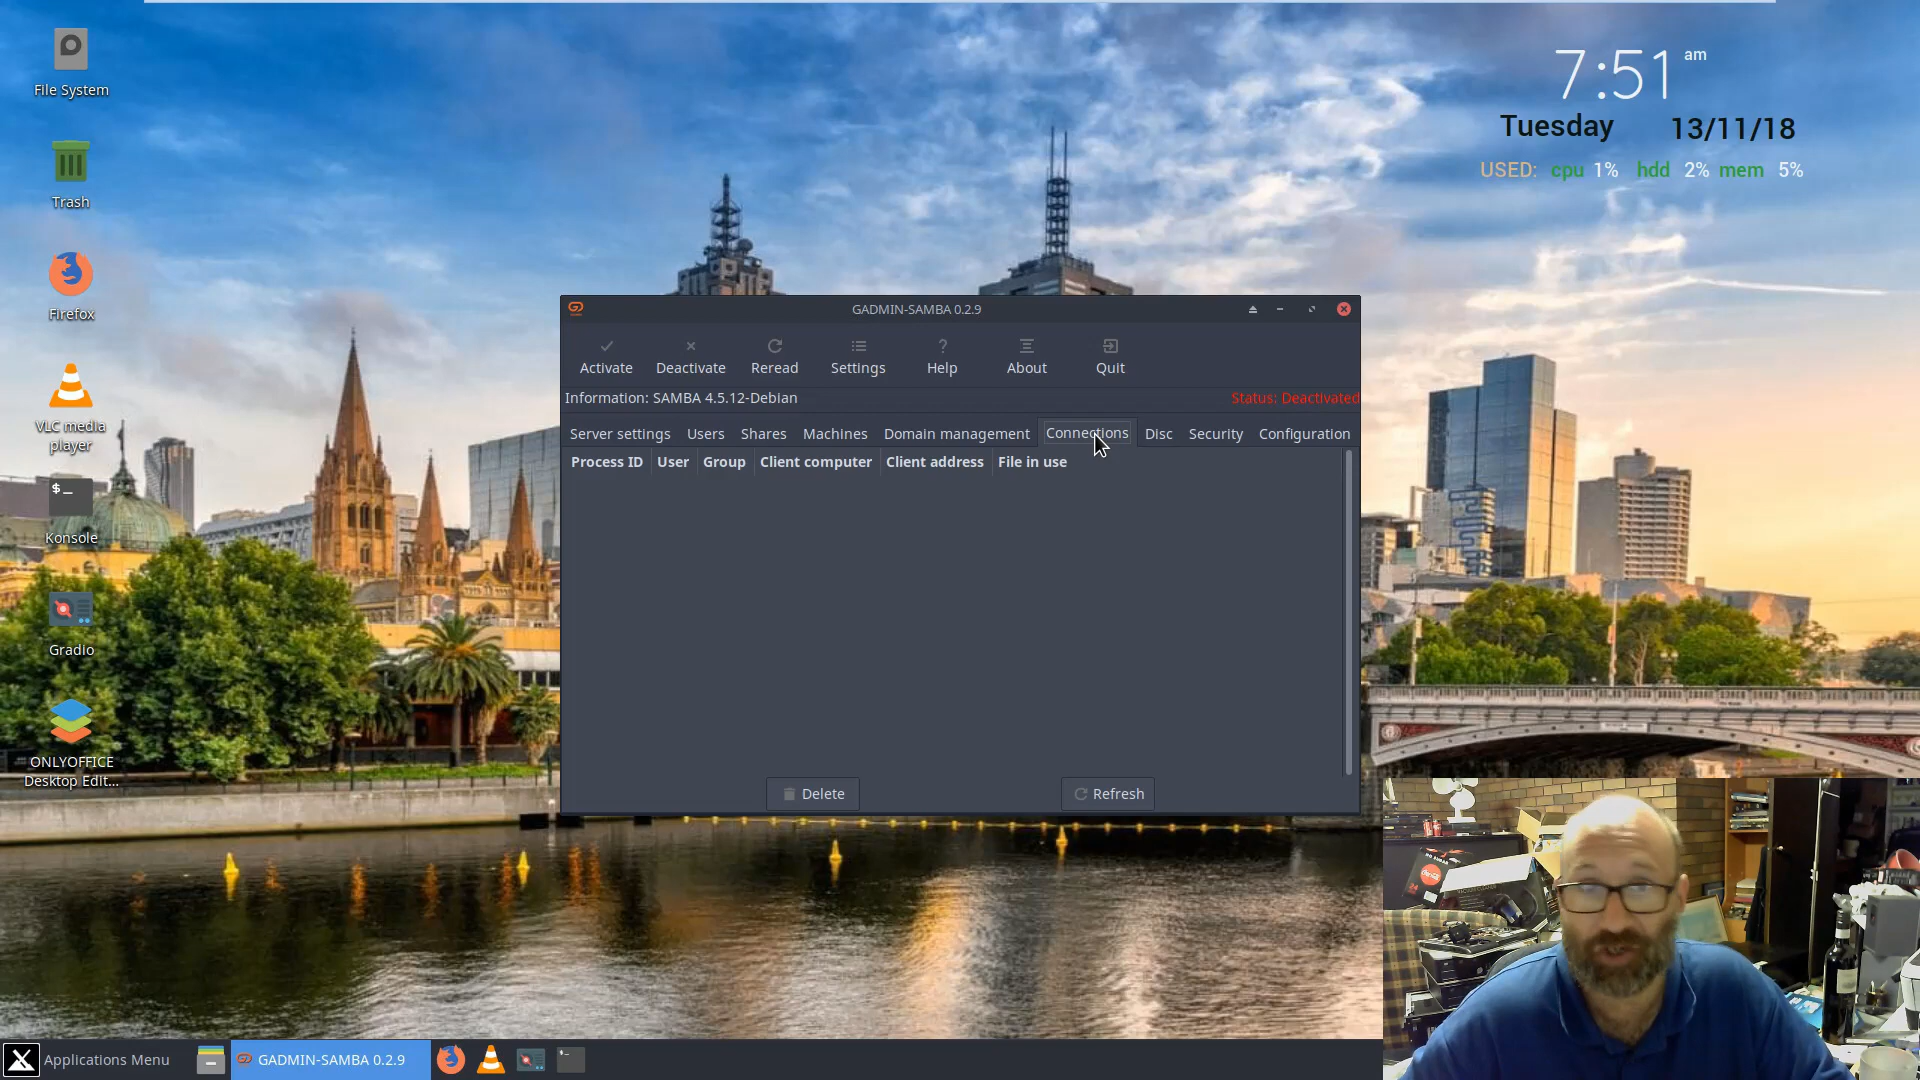 File System
Trash
Firefox
VLC media
player
$_
Konsole
Gradio
ONLYOFFICE
Desktop Edit...
7:51 am
Tuesday 13/11/18
USED: cpu 1% hdd 2% mem 5%
GADMIN-SAMBA 0.2.9
Activate Deactivate Reread Settings Help About Quit
Information: SAMBA 4.5.12-Debian Status: Deactivated
Server settings Users Shares Machines Domain management Connections Disc Security Configuration
Process ID User Group Client computer Client address File in use
Delete Refresh
Applications Menu GADMIN-SAMBA 0.2.9